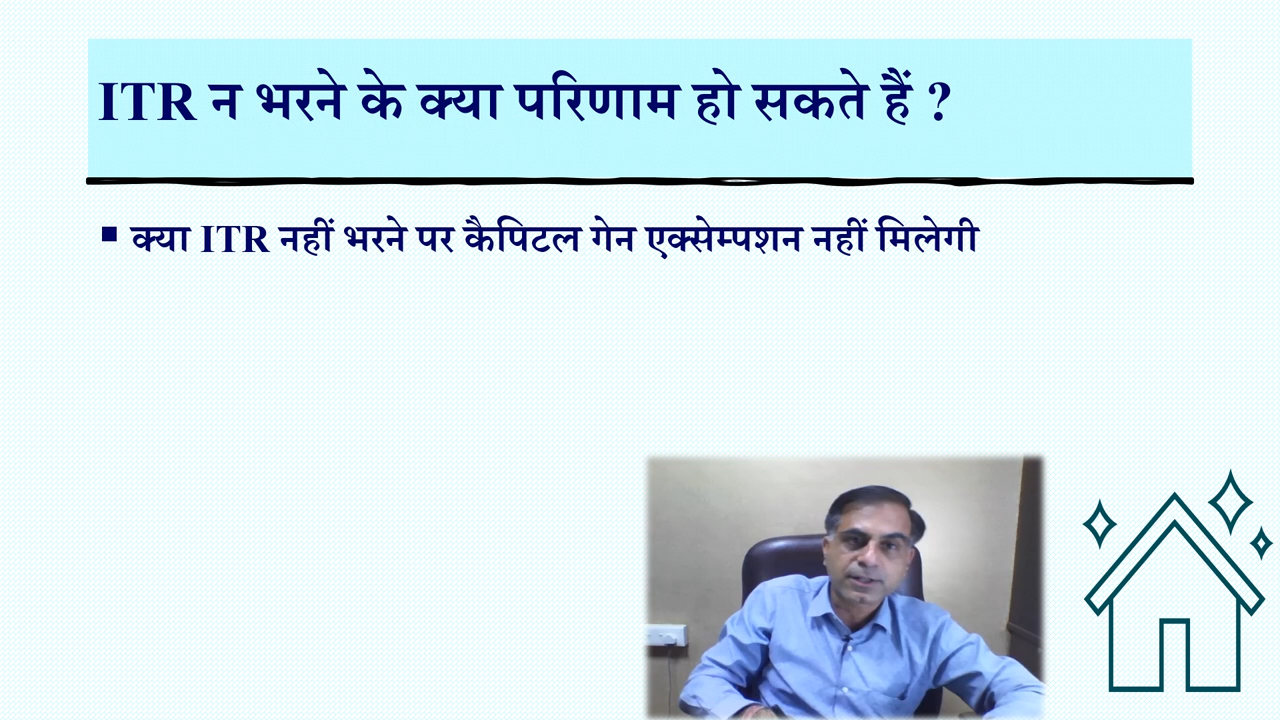 ITR न भरने के क्या परिणाम हो सकते हैं ?
क्या ITR नहीं भरने पर कैपिटल गेन एक्सेम्पशन नहीं मिलेगी